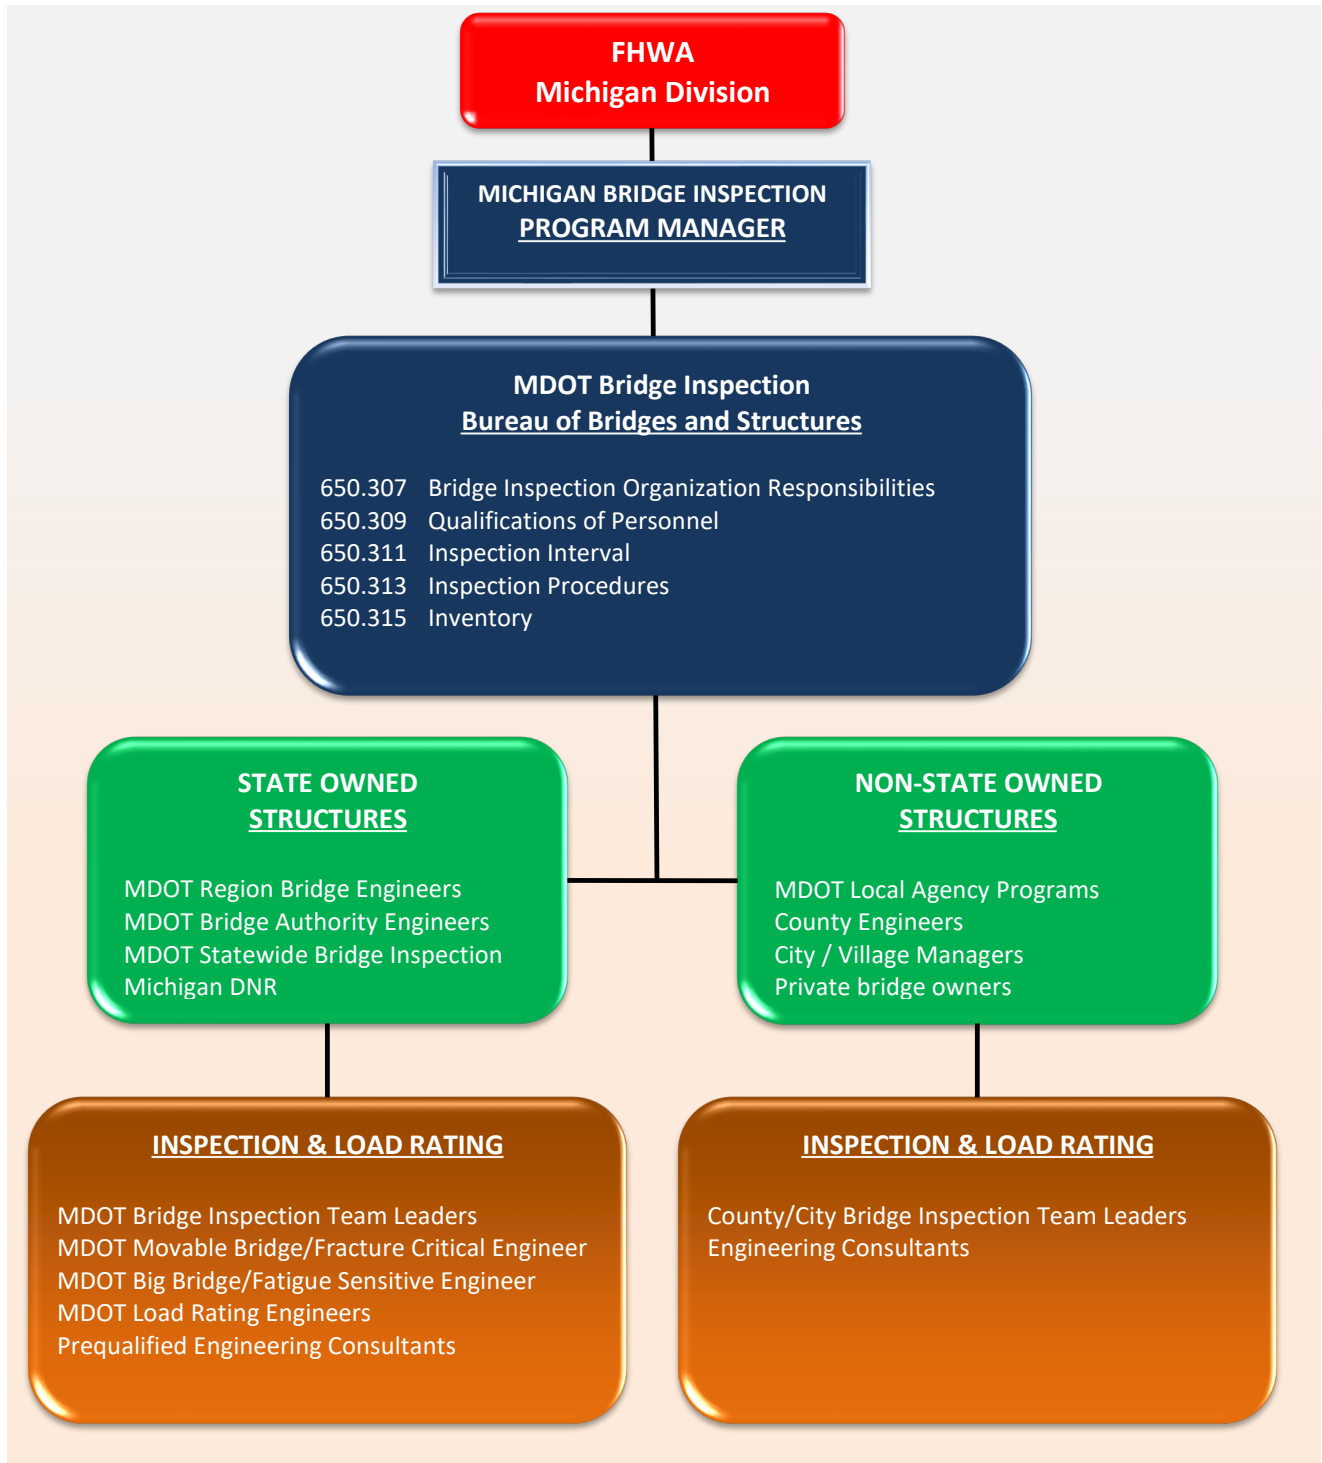 FHWA
Michigan Division
MICHIGAN BRIDGE INSPECTION
PROGRAM MANAGER
MDOT Bridge Inspection
Bureau of Bridges and Structures
650.307 Bridge Inspection Organization Responsibilities
650.309 Qualifications of Personnel
650.311 Inspection Interval
650.313 Inspection Procedures
650.315 Inventory
STATE OWNED
STRUCTURES
MDOT Region Bridge Engineers
MDOT Bridge Authority Engineers
MDOT Statewide Bridge Inspection
Michigan DNR
NON-STATE OWNED
STRUCTURES
MDOT Local Agency Programs
County Engineers
City / Village Managers
Private bridge owners
INSPECTION & LOAD RATING
MDOT Bridge Inspection Team Leaders
MDOT Movable Bridge/Fracture Critical Engineer
MDOT Big Bridge/Fatigue Sensitive Engineer
MDOT Load Rating Engineers
Prequalified Engineering Consultants
INSPECTION & LOAD RATING
County/City Bridge Inspection Team Leaders
Engineering Consultants